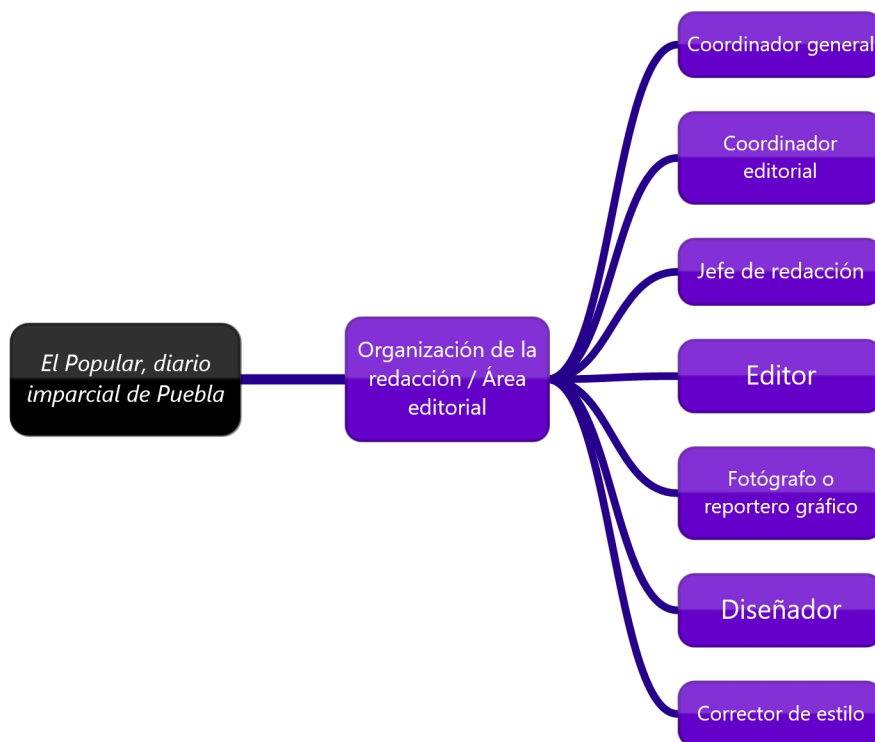 El Popular, diario
imparcial de Puebla
Organización de la
redacción / Área
editorial
Coordinador general
Coordinador
editorial
Jefe de redacción
Editor
Fotógrafo o
reportero gráfico
Diseñador
Corrector de estilo